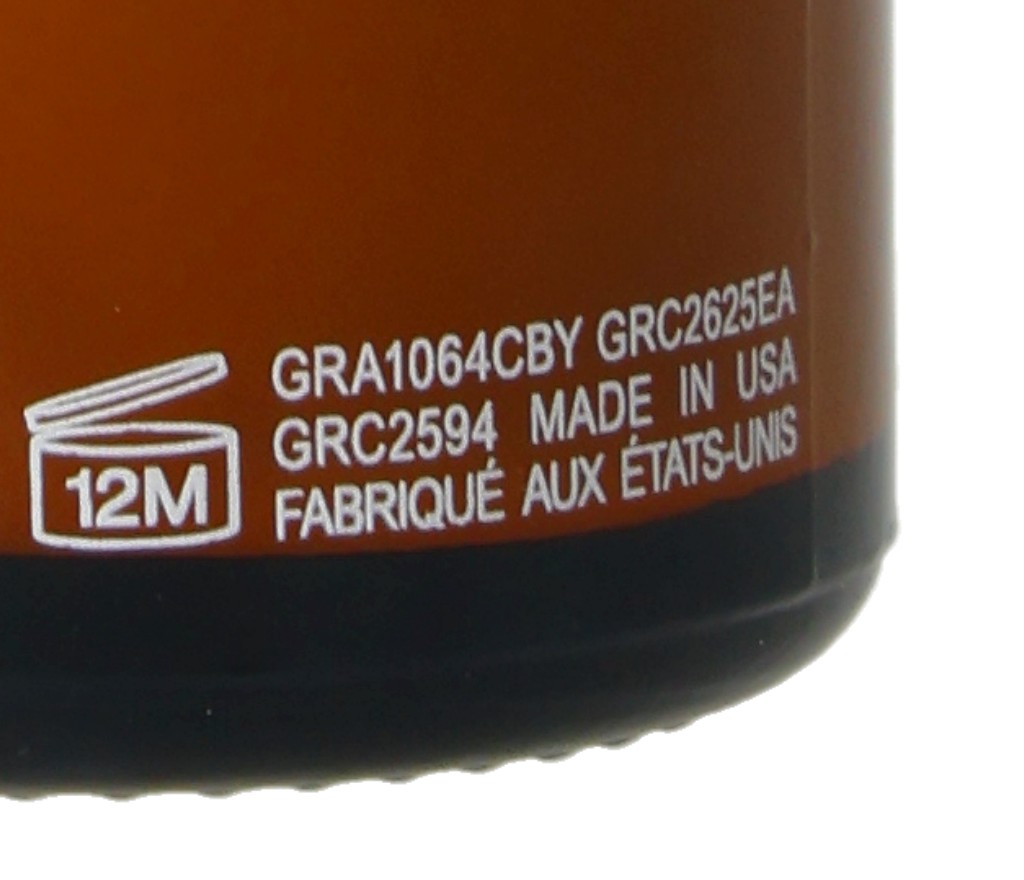 GRA1064CBY GRC2625EA
GRC2594 MADE IN USA
FABRIQUÉ AUX ÉTATS-UNIS
12M